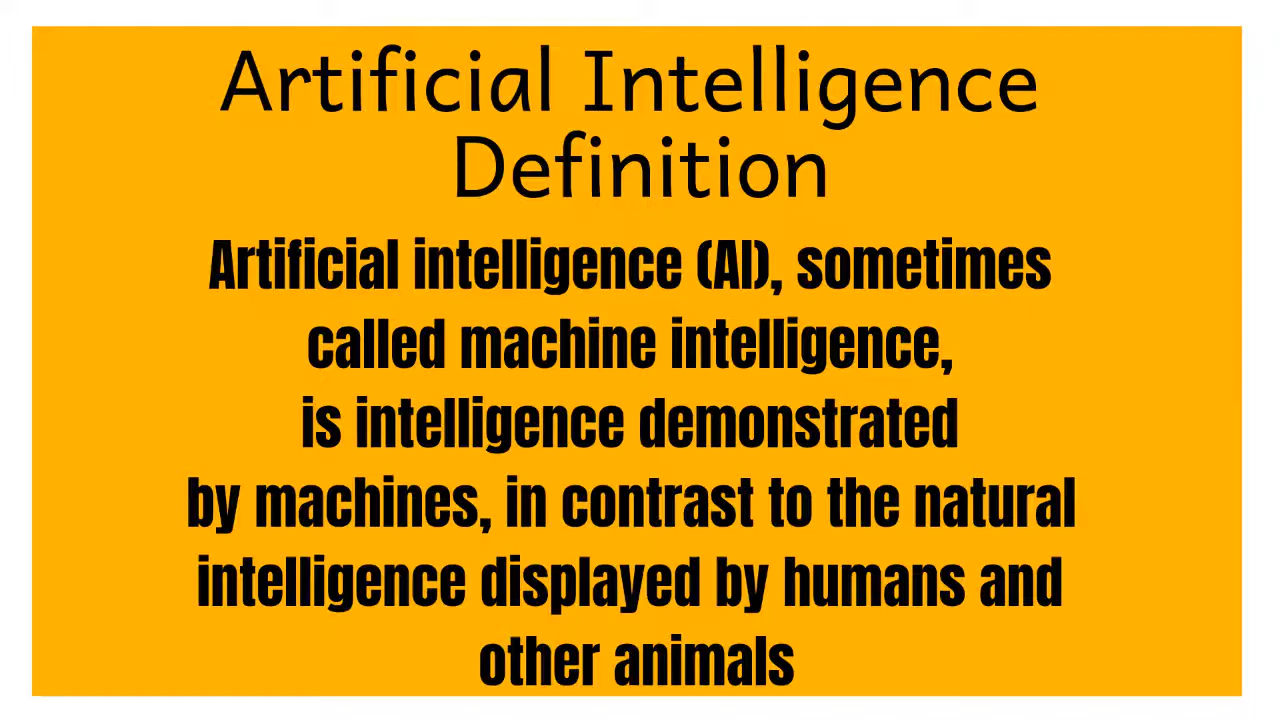 Artificial Intelligence
Definition
Artificial intelligence (AI), sometimes
called machine intelligence,
is intelligence demonstrated
by machines, in contrast to the natural
intelligence displayed by humans and
other animals